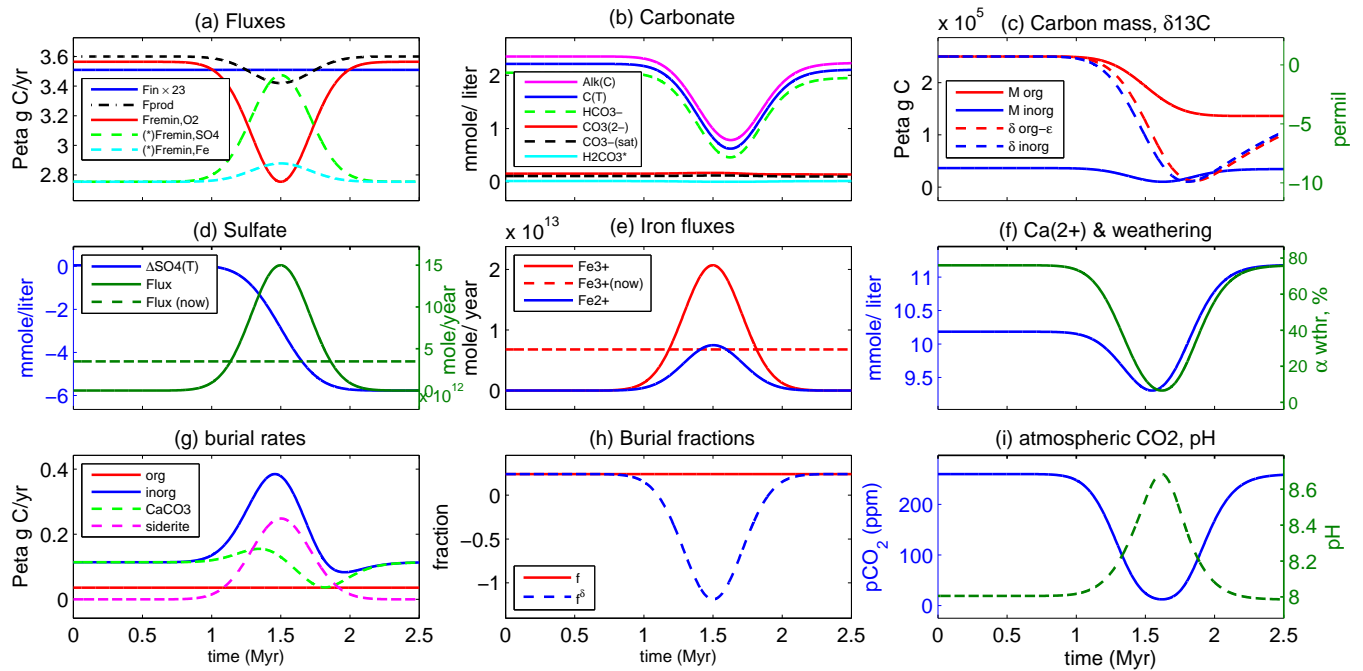 (a) Fluxes
Peta g C/yr
3.6
3.4
3.2
3
2.8
Fin × 23
Fprod
Fremin,O2
(*)Fremin,SO4
(*)Fremin,Fe
0 0.5 1 1.5 2 2.5
(b) Carbonate
mmole/ liter
2
1
0
Alk(C)
C(T)
HCO3−
CO3(2−)
CO3−(sat)
H2CO3*
0 0.5 1 1.5 2 2.5
(c) Carbon mass, δ13C
x 10^5
Peta g C
2
1
0
M org
M inorg
δ org−ε
δ inorg
0
−5
−10
permil
0 0.5 1 1.5 2 2.5
(d) Sulfate
mmole/liter
0
−2
−4
−6
ΔSO4(T)
Flux
Flux (now)
15
10
5
0
x 10^12
mole/year
0 0.5 1 1.5 2 2.5
(e) Iron fluxes
x 10^13
mole/ year
2
1
0
Fe3+
Fe3+(now)
Fe2+
0 0.5 1 1.5 2 2.5
(f) Ca(2+) & weathering
mmole/ liter
11
10.5
10
9.5
80
60
40
20
0
α wthr, %
0 0.5 1 1.5 2 2.5
(g) burial rates
Peta g C/yr
0.4
0.2
0
org
inorg
CaCO3
siderite
0 0.5 1 1.5 2 2.5
time (Myr)
(h) Burial fractions
fraction
0
−0.5
−1
f
f^δ
0 0.5 1 1.5 2 2.5
time (Myr)
(i) atmospheric CO2, pH
pCO2 (ppm)
200
100
0
8.6
8.4
8.2
8
pH
0 0.5 1 1.5 2 2.5
time (Myr)